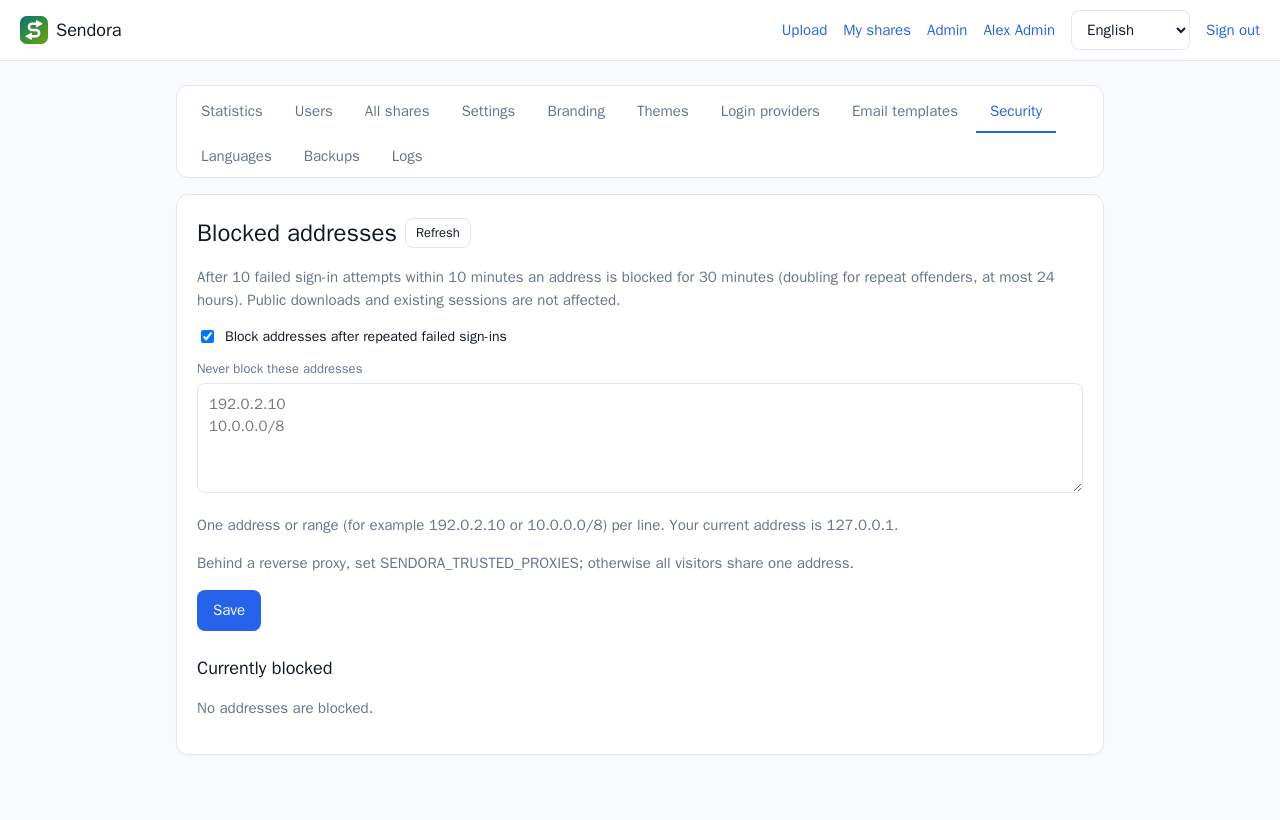 Sendora
Upload My shares Admin Alex Admin English Sign out
Statistics Users All shares Settings Branding Themes Login providers Email templates Security
Languages Backups Logs
Blocked addresses Refresh
After 10 failed sign-in attempts within 10 minutes an address is blocked for 30 minutes (doubling for repeat offenders, at most 24
hours). Public downloads and existing sessions are not affected.
Block addresses after repeated failed sign-ins
Never block these addresses
192.0.2.10
10.0.0.0/8
One address or range (for example 192.0.2.10 or 10.0.0.0/8) per line. Your current address is 127.0.0.1.
Behind a reverse proxy, set SENDORA_TRUSTED_PROXIES; otherwise all visitors share one address.
Save
Currently blocked
No addresses are blocked.